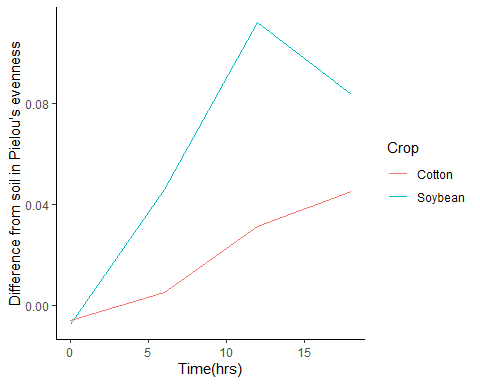 Difference from soil in Pielou's evenness
0.08
0.04
0.00
0
5
10
15
Time(hrs)
Crop
Cotton
Soybean